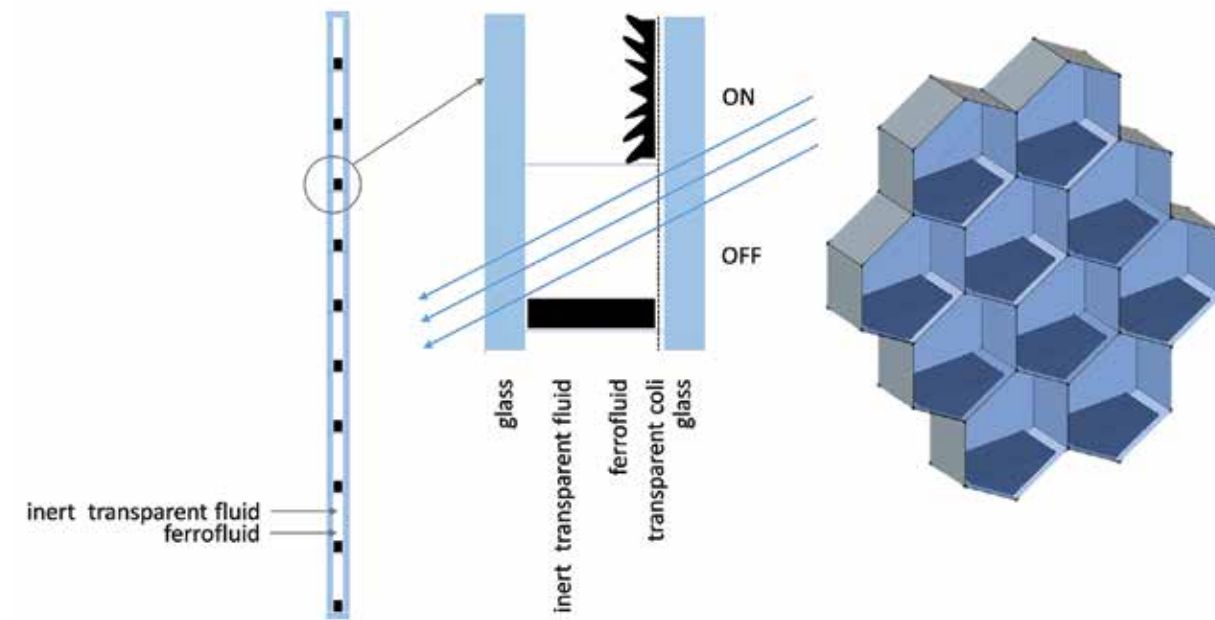 inert transparent fluid
ferrofluid
ON
OFF
glass
inert transparent fluid
ferrofluid
transparent coli
glass